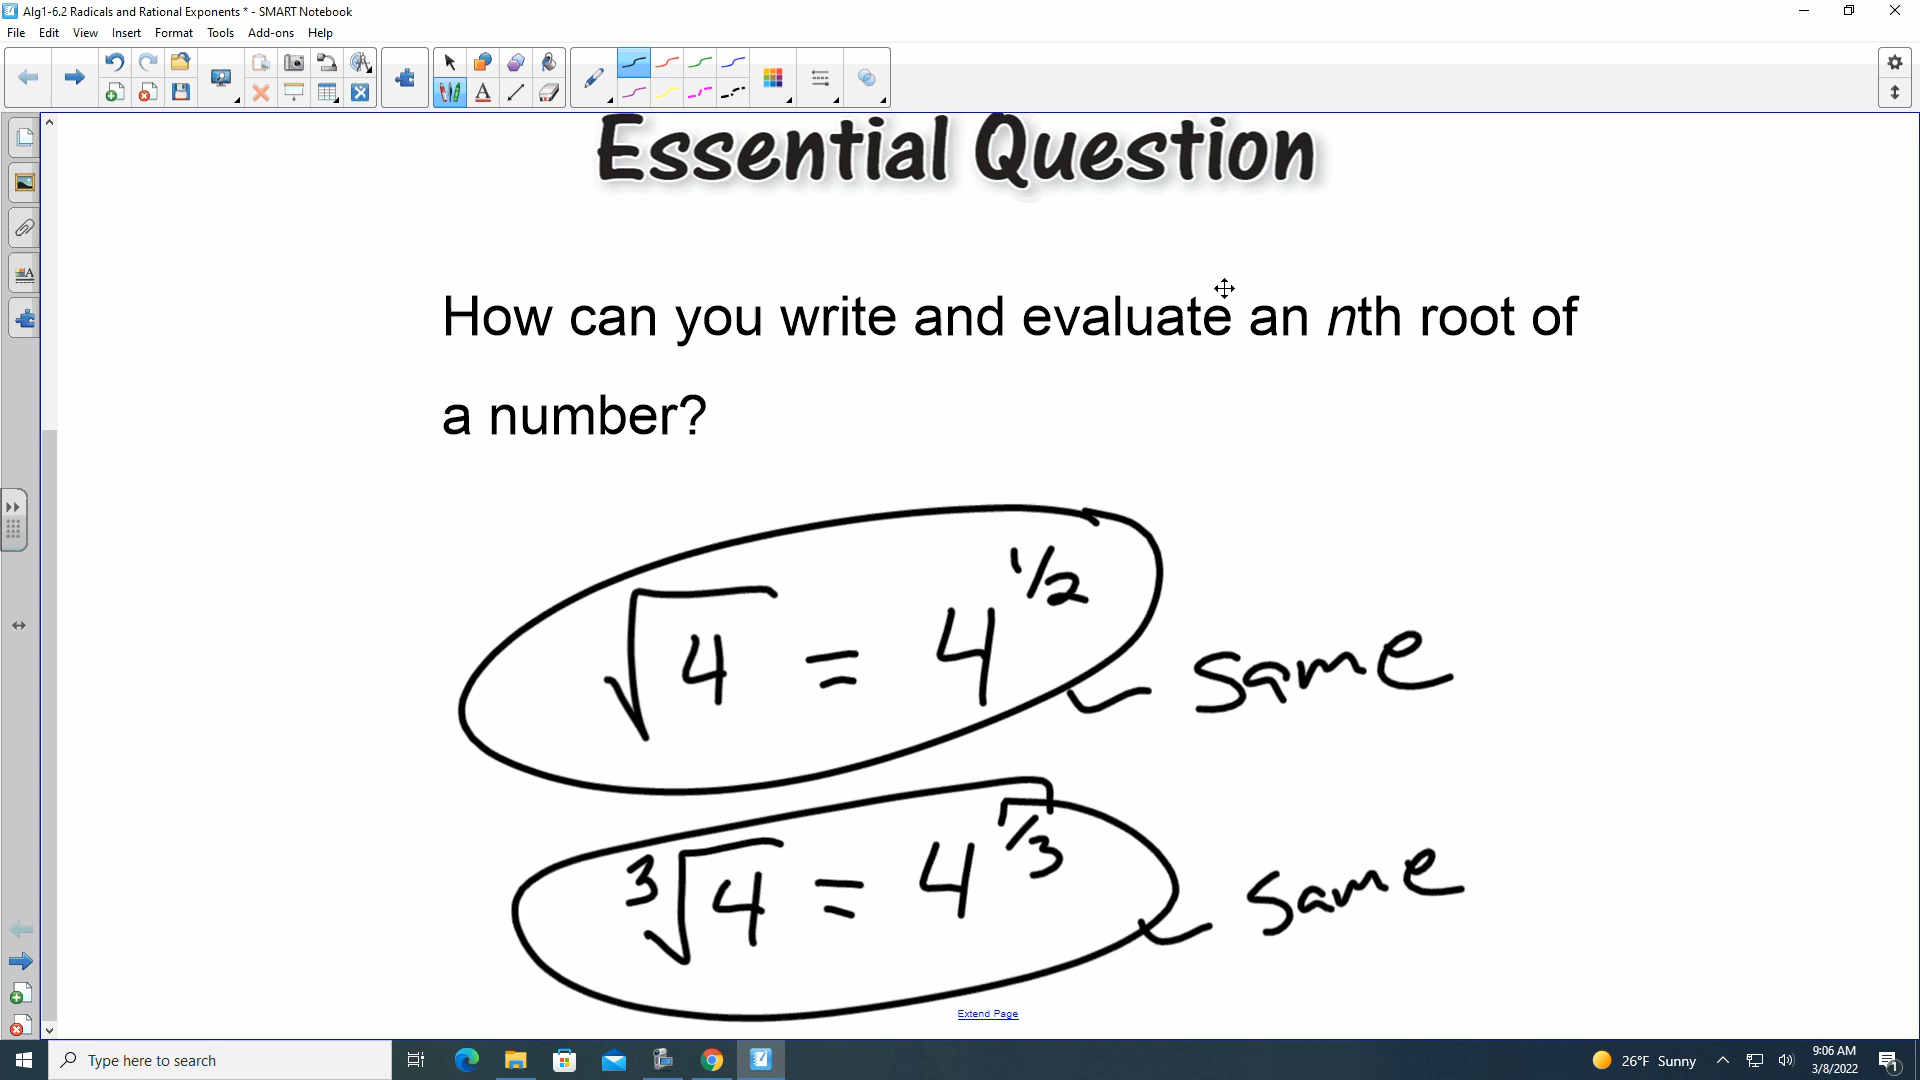 Alg1-6.2 Radicals and Rational Exponents * - SMART Notebook
File Edit View Insert Format Tools Add-ons Help
Essential Question
How can you write and evaluate an nth root of
a number?
√4 = 4^1/2 same
³√4 = 4^1/3 same
Extend Page
Type here to search
26°F Sunny
9:06 AM
3/8/2022
1